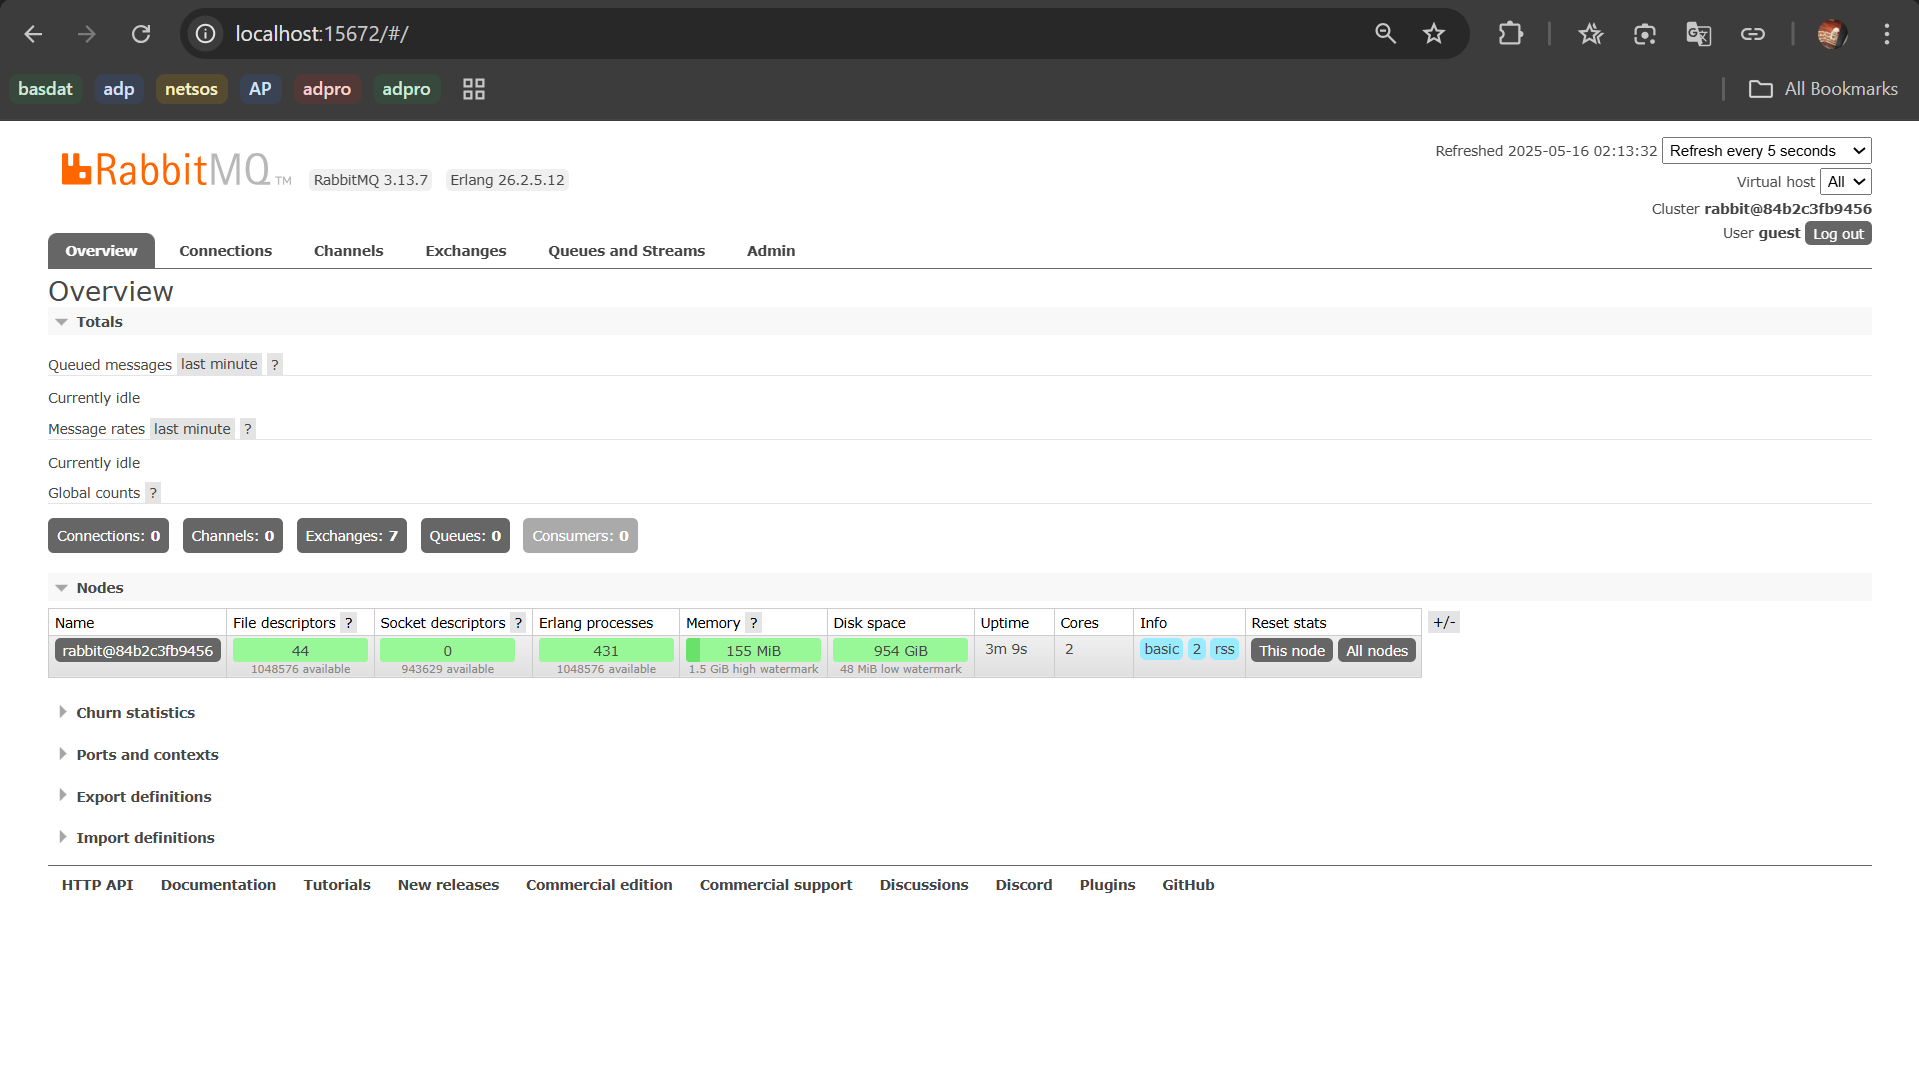 localhost:15672/#/
basdat adp netsos AP adpro adpro All Bookmarks
RabbitMQ TM RabbitMQ 3.13.7 Erlang 26.2.5.12
Refreshed 2025-05-16 02:13:32 Refresh every 5 seconds
Virtual host All
Cluster rabbit@84b2c3fb9456
User guest Log out
Overview Connections Channels Exchanges Queues and Streams Admin
Overview
Totals
Queued messages last minute ?
Currently idle
Message rates last minute ?
Currently idle
Global counts ?
Connections: 0 Channels: 0 Exchanges: 7 Queues: 0 Consumers: 0
Nodes
Name File descriptors ? Socket descriptors ? Erlang processes Memory ? Disk space Uptime Cores Info Reset stats +/-
rabbit@84b2c3fb9456 44 0 431 155 MiB 954 GiB 3m 9s 2 basic 2 rss This node All nodes
1048576 available 943629 available 1048576 available 1.5 GiB high watermark 48 MiB low watermark
Churn statistics
Ports and contexts
Export definitions
Import definitions
HTTP API Documentation Tutorials New releases Commercial edition Commercial support Discussions Discord Plugins GitHub